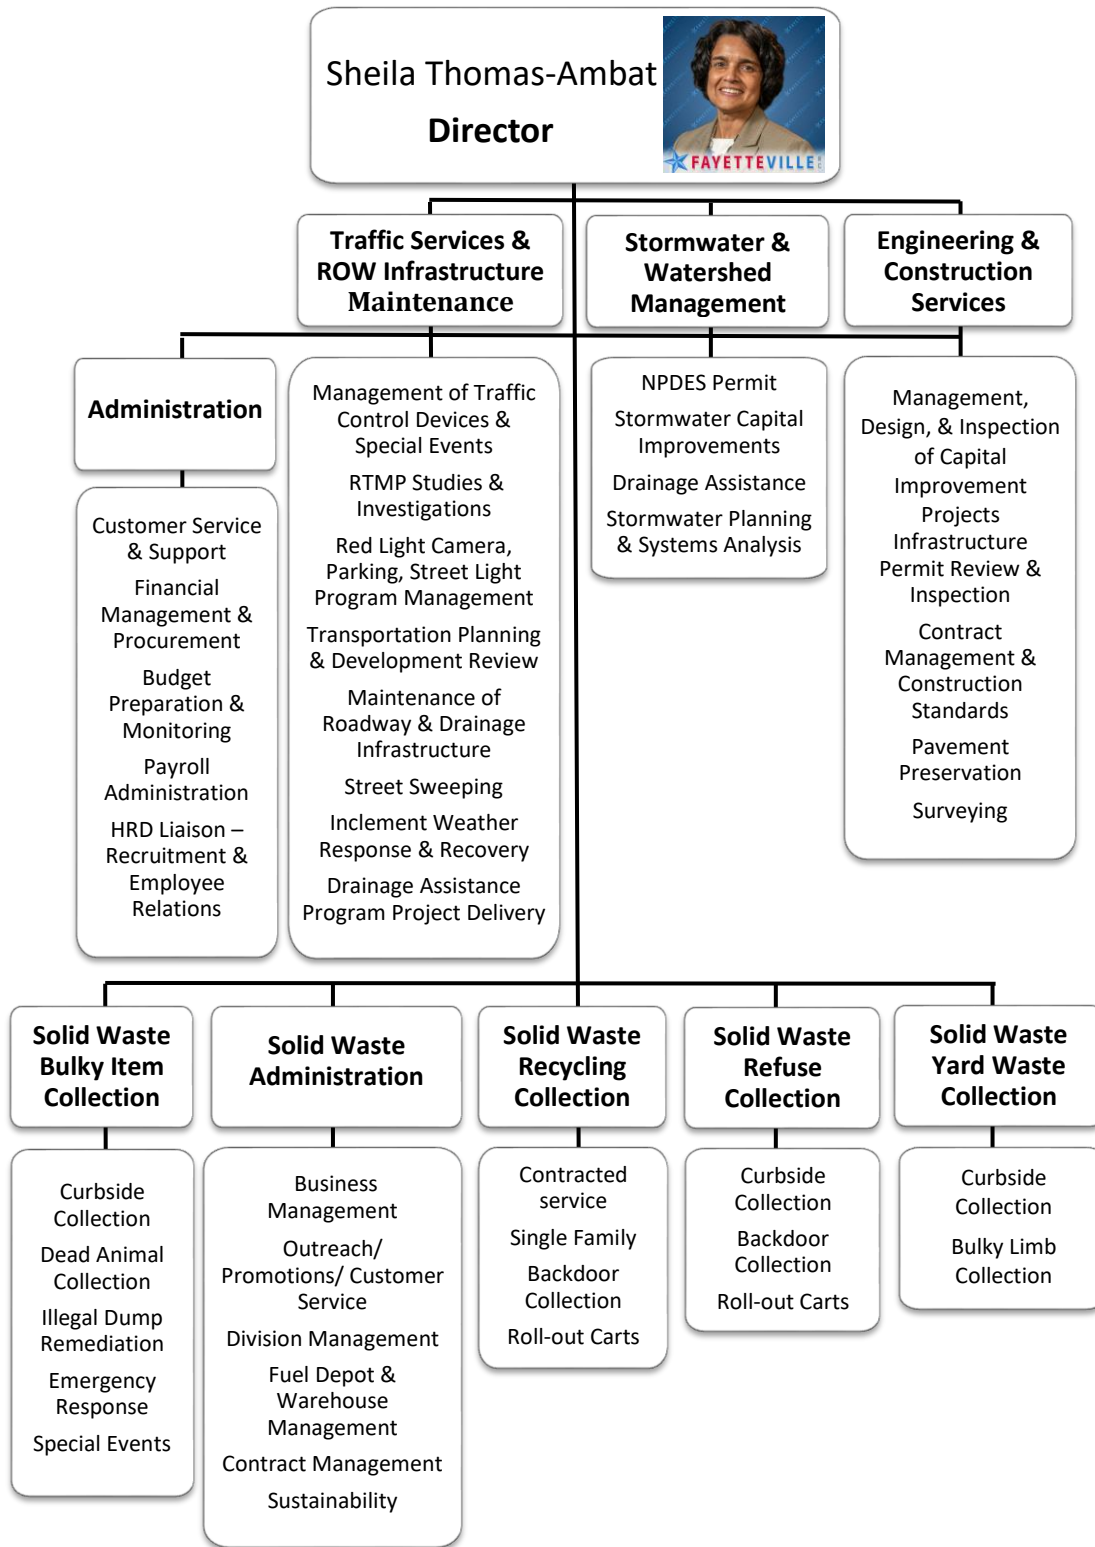 Sheila Thomas-Ambat
Director
FAYETTEVILLE
Traffic Services &
ROW Infrastructure
Maintenance
Stormwater &
Watershed
Management
Engineering &
Construction
Services
Administration
Customer Service
& Support
Financial
Management &
Procurement
Budget
Preparation &
Monitoring
Payroll
Administration
HRD Liaison –
Recruitment &
Employee
Relations
Management of Traffic
Control Devices &
Special Events
RTMP Studies &
Investigations
Red Light Camera,
Parking, Street Light
Program Management
Transportation Planning
& Development Review
Maintenance of
Roadway & Drainage
Infrastructure
Street Sweeping
Inclement Weather
Response & Recovery
Drainage Assistance
Program Project Delivery
NPDES Permit
Stormwater Capital
Improvements
Drainage Assistance
Stormwater Planning
& Systems Analysis
Management,
Design, & Inspection
of Capital
Improvement
Projects
Infrastructure
Permit Review &
Inspection
Contract
Management &
Construction
Standards
Pavement
Preservation
Surveying
Solid Waste
Bulky Item
Collection
Curbside
Collection
Dead Animal
Collection
Illegal Dump
Remediation
Emergency
Response
Special Events
Solid Waste
Administration
Business
Management
Outreach/
Promotions/ Customer
Service
Division Management
Fuel Depot &
Warehouse
Management
Contract Management
Sustainability
Solid Waste
Recycling
Collection
Contracted
service
Single Family
Backdoor
Collection
Roll-out Carts
Solid Waste
Refuse
Collection
Curbside
Collection
Backdoor
Collection
Roll-out Carts
Solid Waste
Yard Waste
Collection
Curbside
Collection
Bulky Limb
Collection